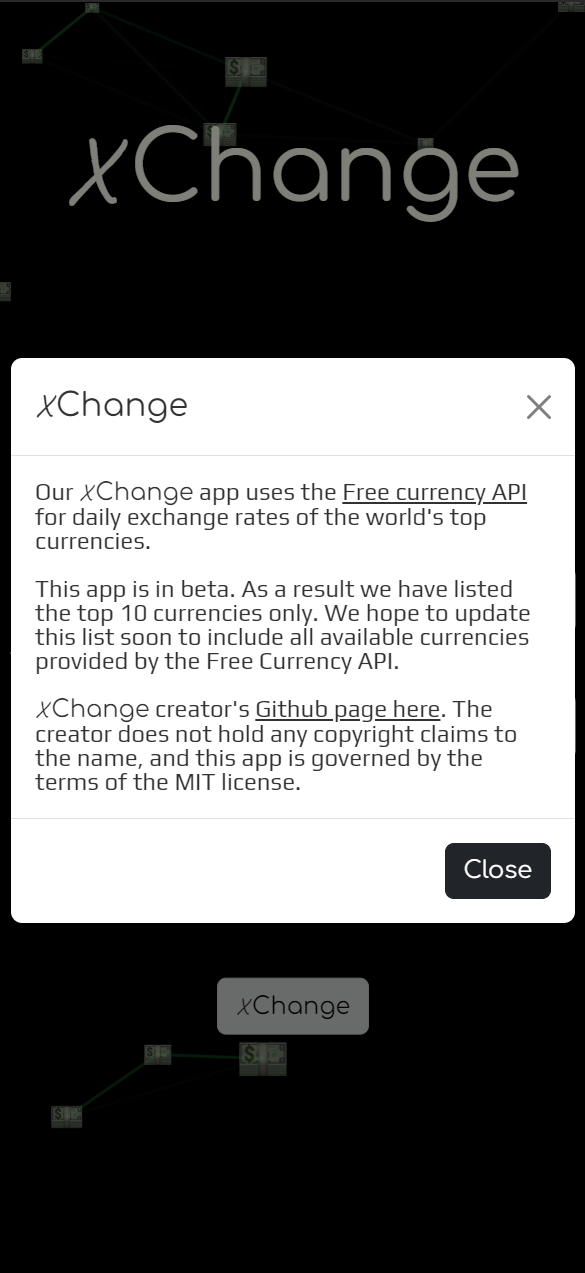 𝑥Change
𝑥Change
Our 𝑥Change app uses the Free currency API
for daily exchange rates of the world's top
currencies.
This app is in beta. As a result we have listed
the top 10 currencies only. We hope to update
this list soon to include all available currencies
provided by the Free Currency API.
𝑥Change creator's Github page here. The
creator does not hold any copyright claims to
the name, and this app is governed by the
terms of the MIT license.
Close
𝑥Change